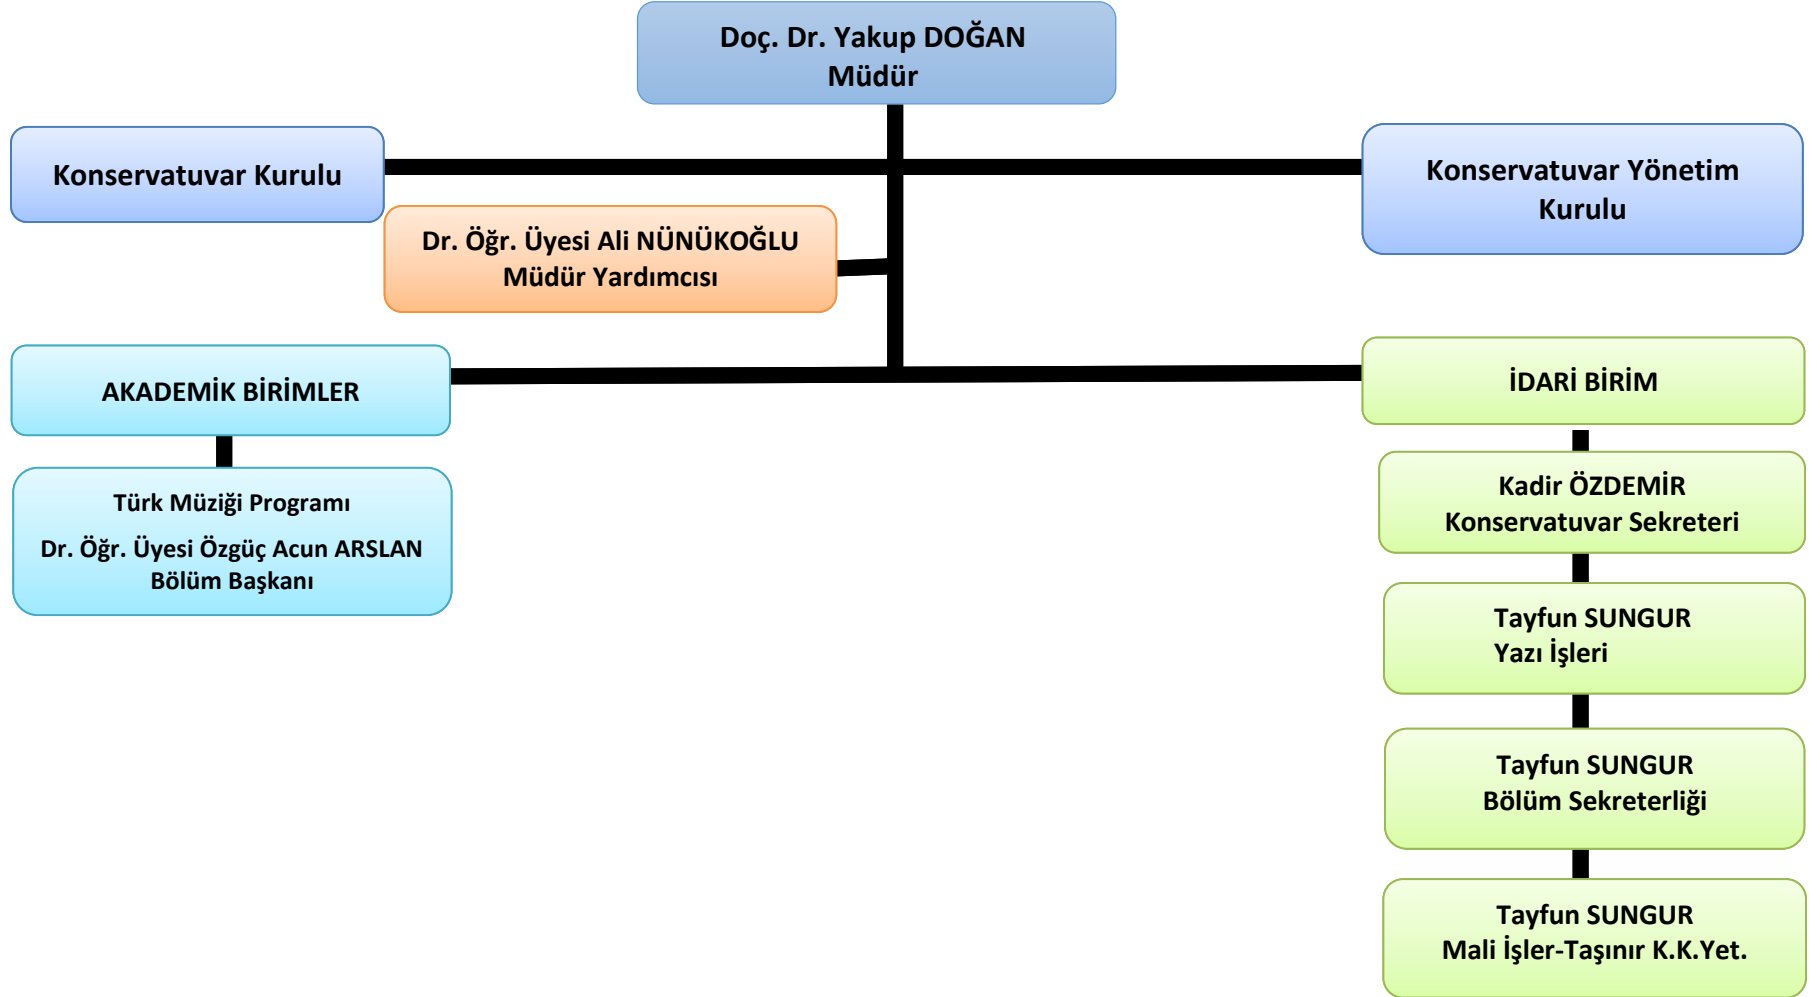 Doç. Dr. Yakup DOĞAN
Müdür
Konservatuvar Kurulu
Konservatuvar Yönetim
Kurulu
Dr. Öğr. Üyesi Ali NÜNÜKOĞLU
Müdür Yardımcısı
AKADEMİK BİRİMLER
İDARİ BİRİM
Türk Müziği Programı
Dr. Öğr. Üyesi Özgüç Acun ARSLAN
Bölüm Başkanı
Kadir ÖZDEMİR
Konservatuvar Sekreteri
Tayfun SUNGUR
Yazı İşleri
Tayfun SUNGUR
Bölüm Sekreterliği
Tayfun SUNGUR
Mali İşler-Taşınır K.K.Yet.